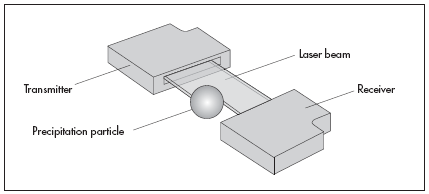 Laser beam
Transmitter
Receiver
Precipitation particle